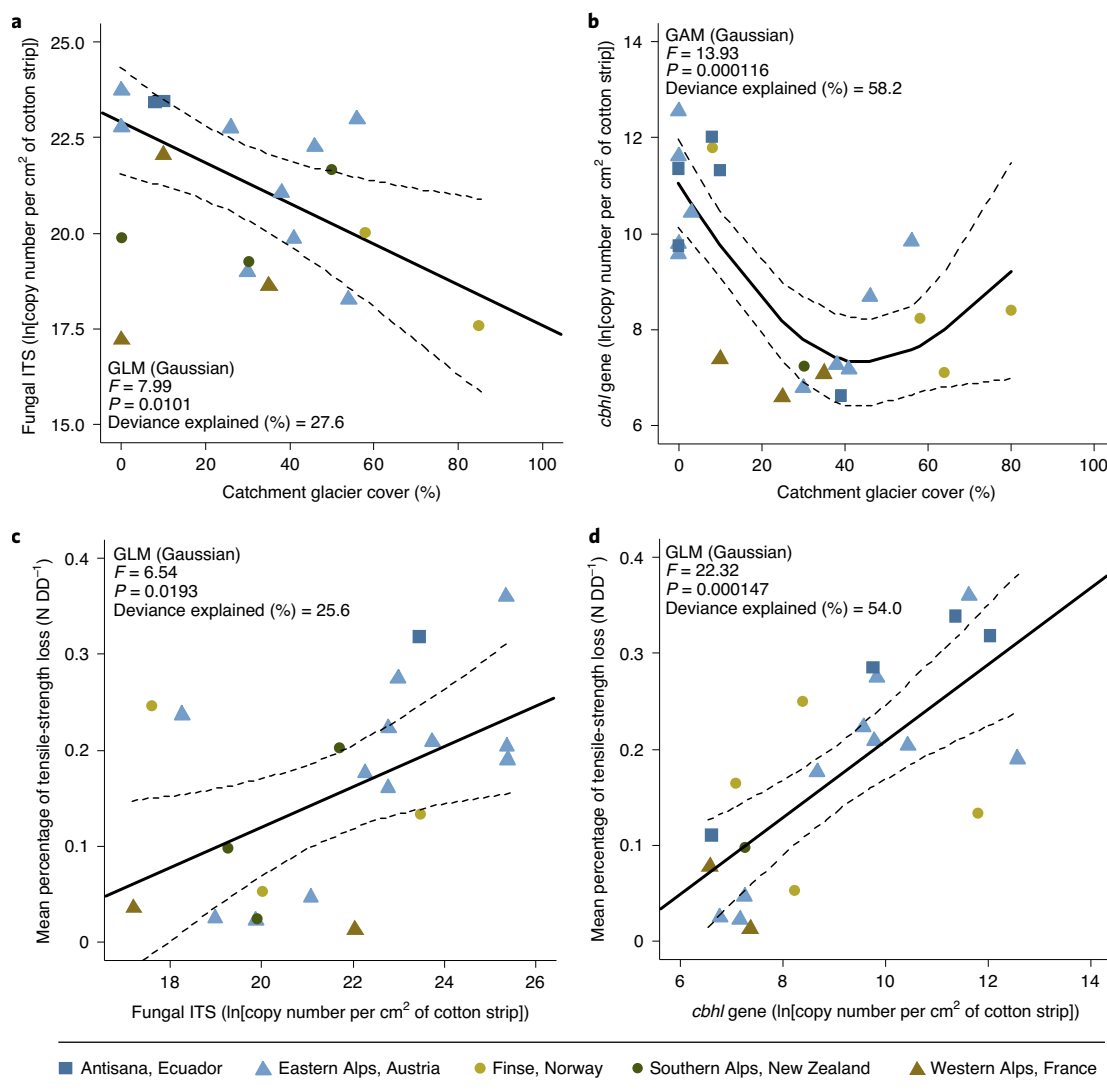 a
25.0
22.5
20.0
17.5
15.0
Fungal ITS (ln[copy number per cm² of cotton strip])
GLM (Gaussian)
F = 7.99
P = 0.0101
Deviance explained (%) = 27.6
0 20 40 60 80 100
Catchment glacier cover (%)
b
14
12
10
8
6
cbhl gene (ln[copy number per cm² of cotton strip])
GAM (Gaussian)
F = 13.93
P = 0.000116
Deviance explained (%) = 58.2
0 20 40 60 80 100
Catchment glacier cover (%)
c
0.4
0.3
0.2
0.1
0
Mean percentage of tensile-strength loss (N DD⁻¹)
GLM (Gaussian)
F = 6.54
P = 0.0193
Deviance explained (%) = 25.6
18 20 22 24 26
Fungal ITS (ln[copy number per cm² of cotton strip])
d
0.4
0.3
0.2
0.1
0
Mean percentage of tensile-strength loss (N DD⁻¹)
GLM (Gaussian)
F = 22.32
P = 0.000147
Deviance explained (%) = 54.0
6 8 10 12 14
cbhl gene (ln[copy number per cm² of cotton strip])
Antisana, Ecuador Eastern Alps, Austria Finse, Norway Southern Alps, New Zealand Western Alps, France